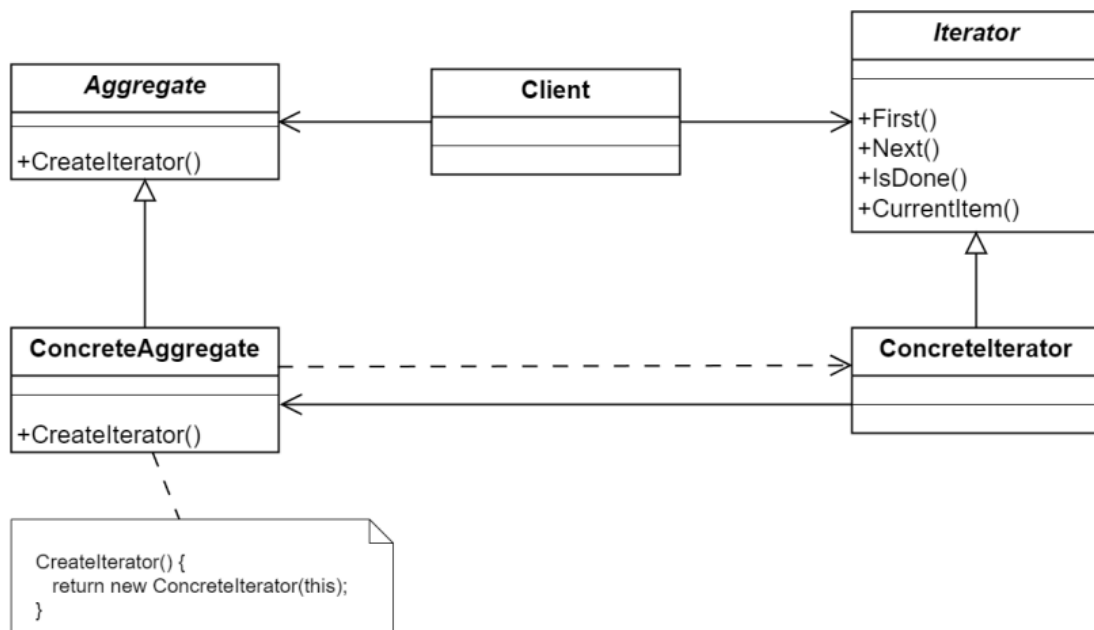 Aggregate
+CreateIterator()
Client
Iterator
+First()
+Next()
+IsDone()
+CurrentItem()
ConcreteAggregate
+CreateIterator()
ConcreteIterator
CreateIterator() {
return new ConcreteIterator(this);
}